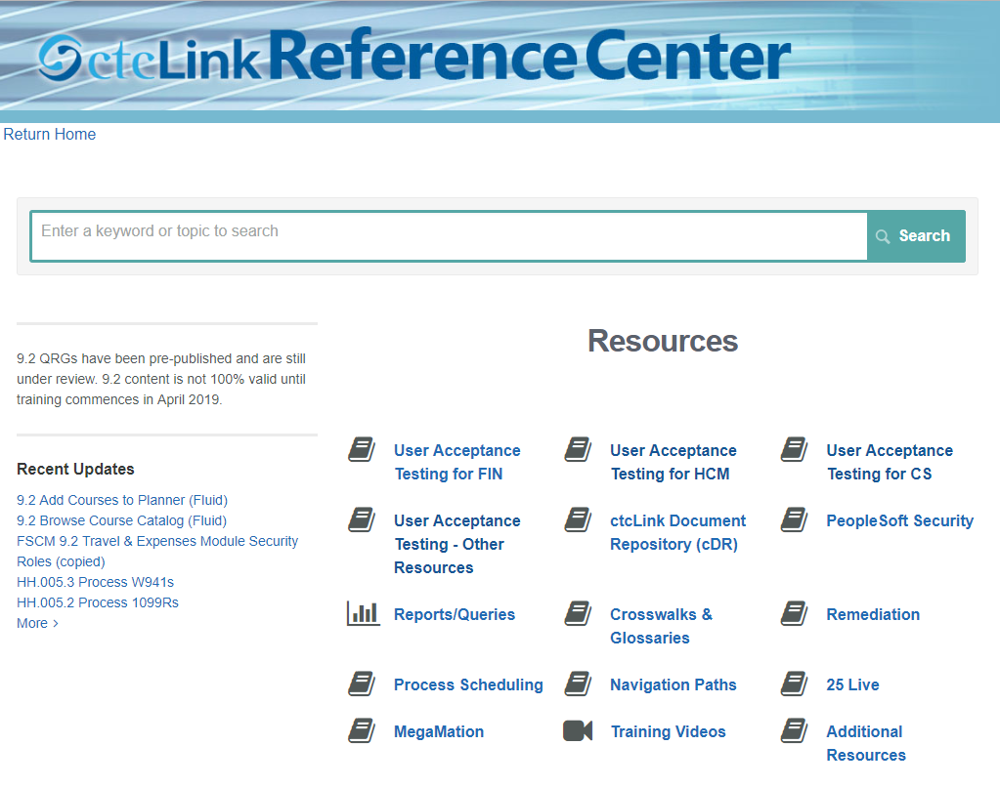 ctcLink Reference Center
Return Home
Enter a keyword or topic to search
Search
9.2 QRGs have been pre-published and are still
under review. 9.2 content is not 100% valid until
training commences in April 2019.
Recent Updates
9.2 Add Courses to Planner (Fluid)
9.2 Browse Course Catalog (Fluid)
FSCM 9.2 Travel & Expenses Module Security
Roles (copied)
HH.005.3 Process W941s
HH.005.2 Process 1099Rs
More >
Resources
User Acceptance
Testing for FIN
User Acceptance
Testing for HCM
User Acceptance
Testing for CS
User Acceptance
Testing - Other
Resources
ctcLink Document
Repository (cDR)
PeopleSoft Security
Reports/Queries
Crosswalks &
Glossaries
Remediation
Process Scheduling
Navigation Paths
25 Live
MegaMation
Training Videos
Additional
Resources